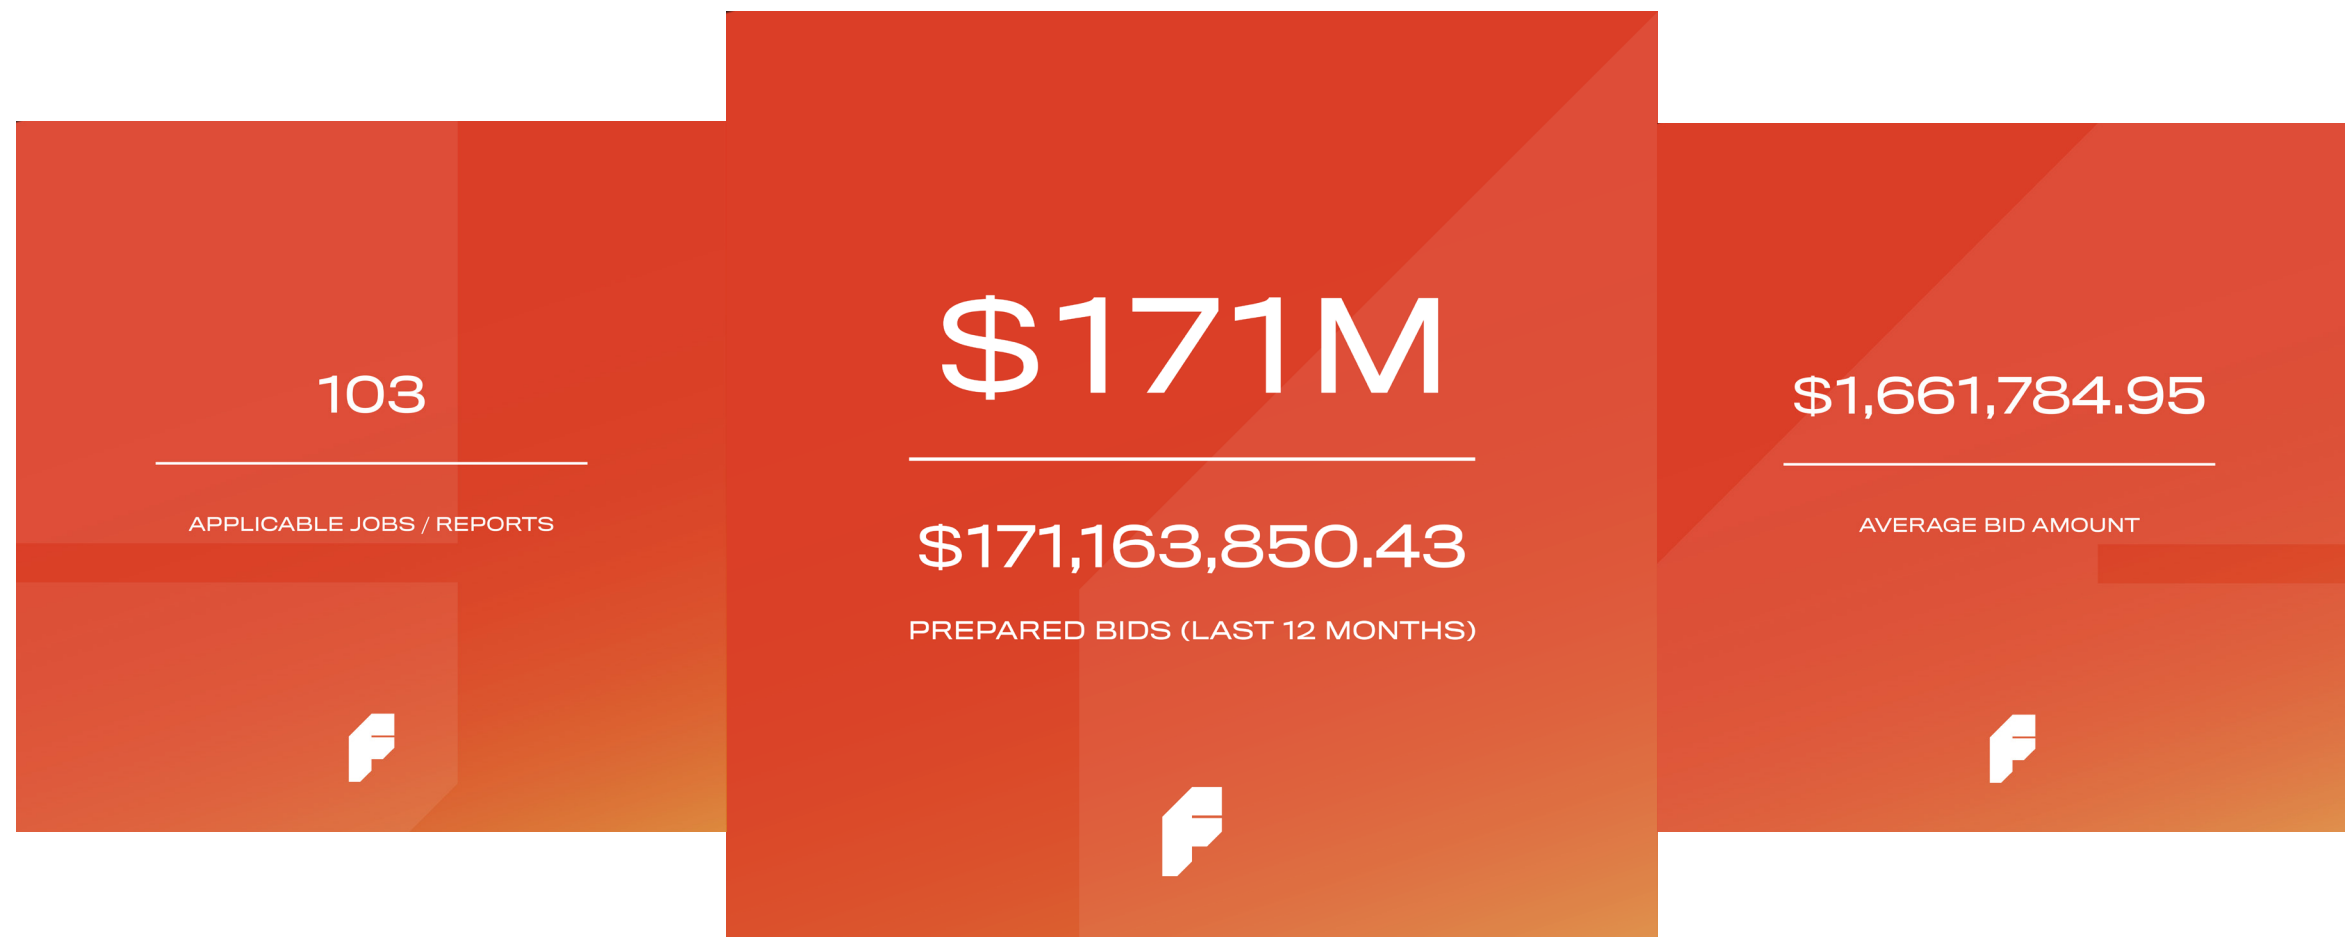 103
APPLICABLE JOBS / REPORTS
$171M
$171,163,850.43
PREPARED BIDS (LAST 12 MONTHS)
$1,661,784.95
AVERAGE BID AMOUNT